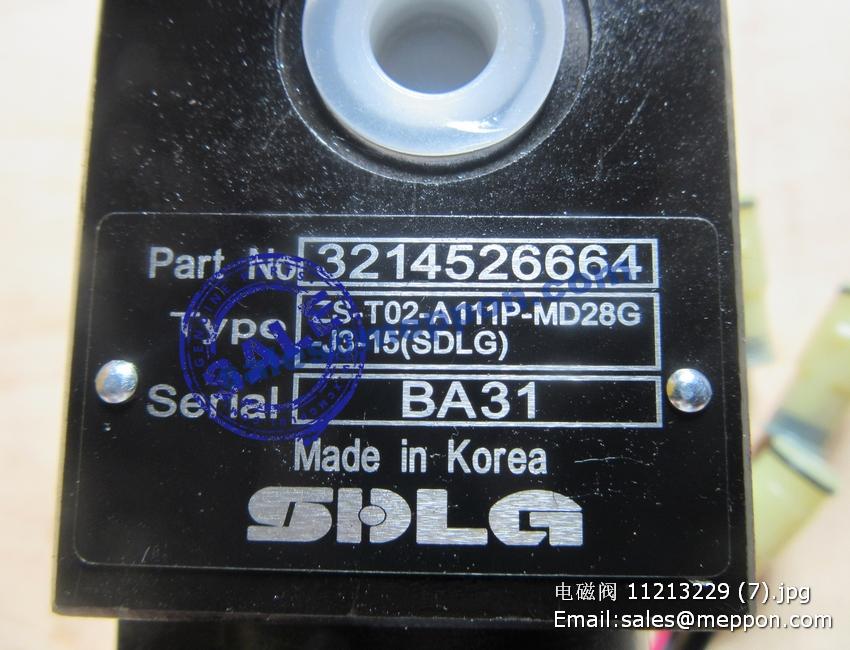 Part No 3214526664
Type KS-T02-A111P-MD28G
-J3-15(SDLG)
Serial BA31
Made in Korea
SDLG
电磁阀 11213229 (7).jpg
Email:sales@meppon.com